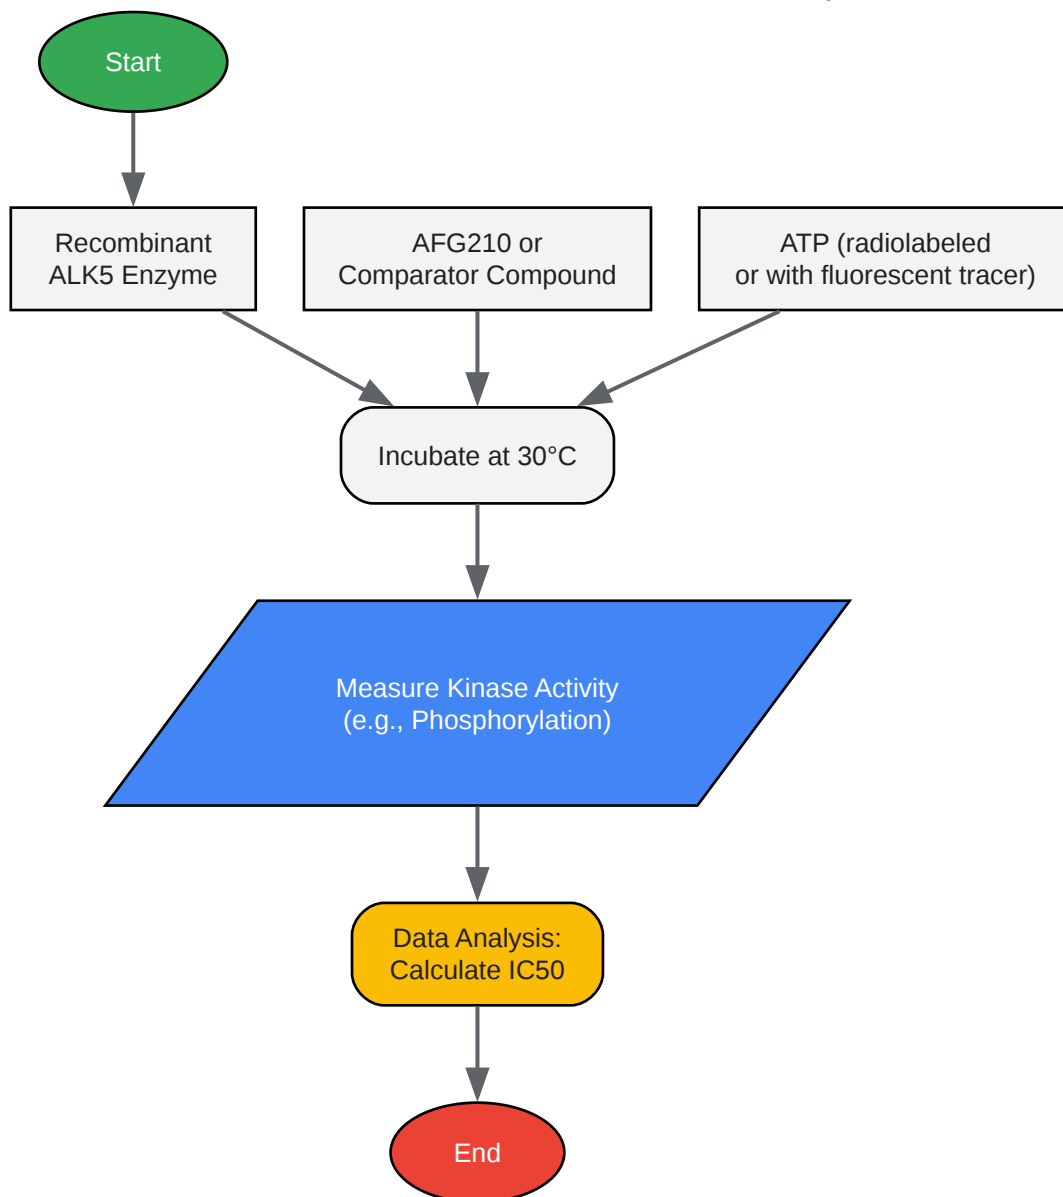 Start
Recombinant
ALK5 Enzyme
AFG210 or
Comparator Compound
ATP (radiolabeled
or with fluorescent tracer)
Incubate at 30°C
Measure Kinase Activity
(e.g., Phosphorylation)
Data Analysis:
Calculate IC50
End